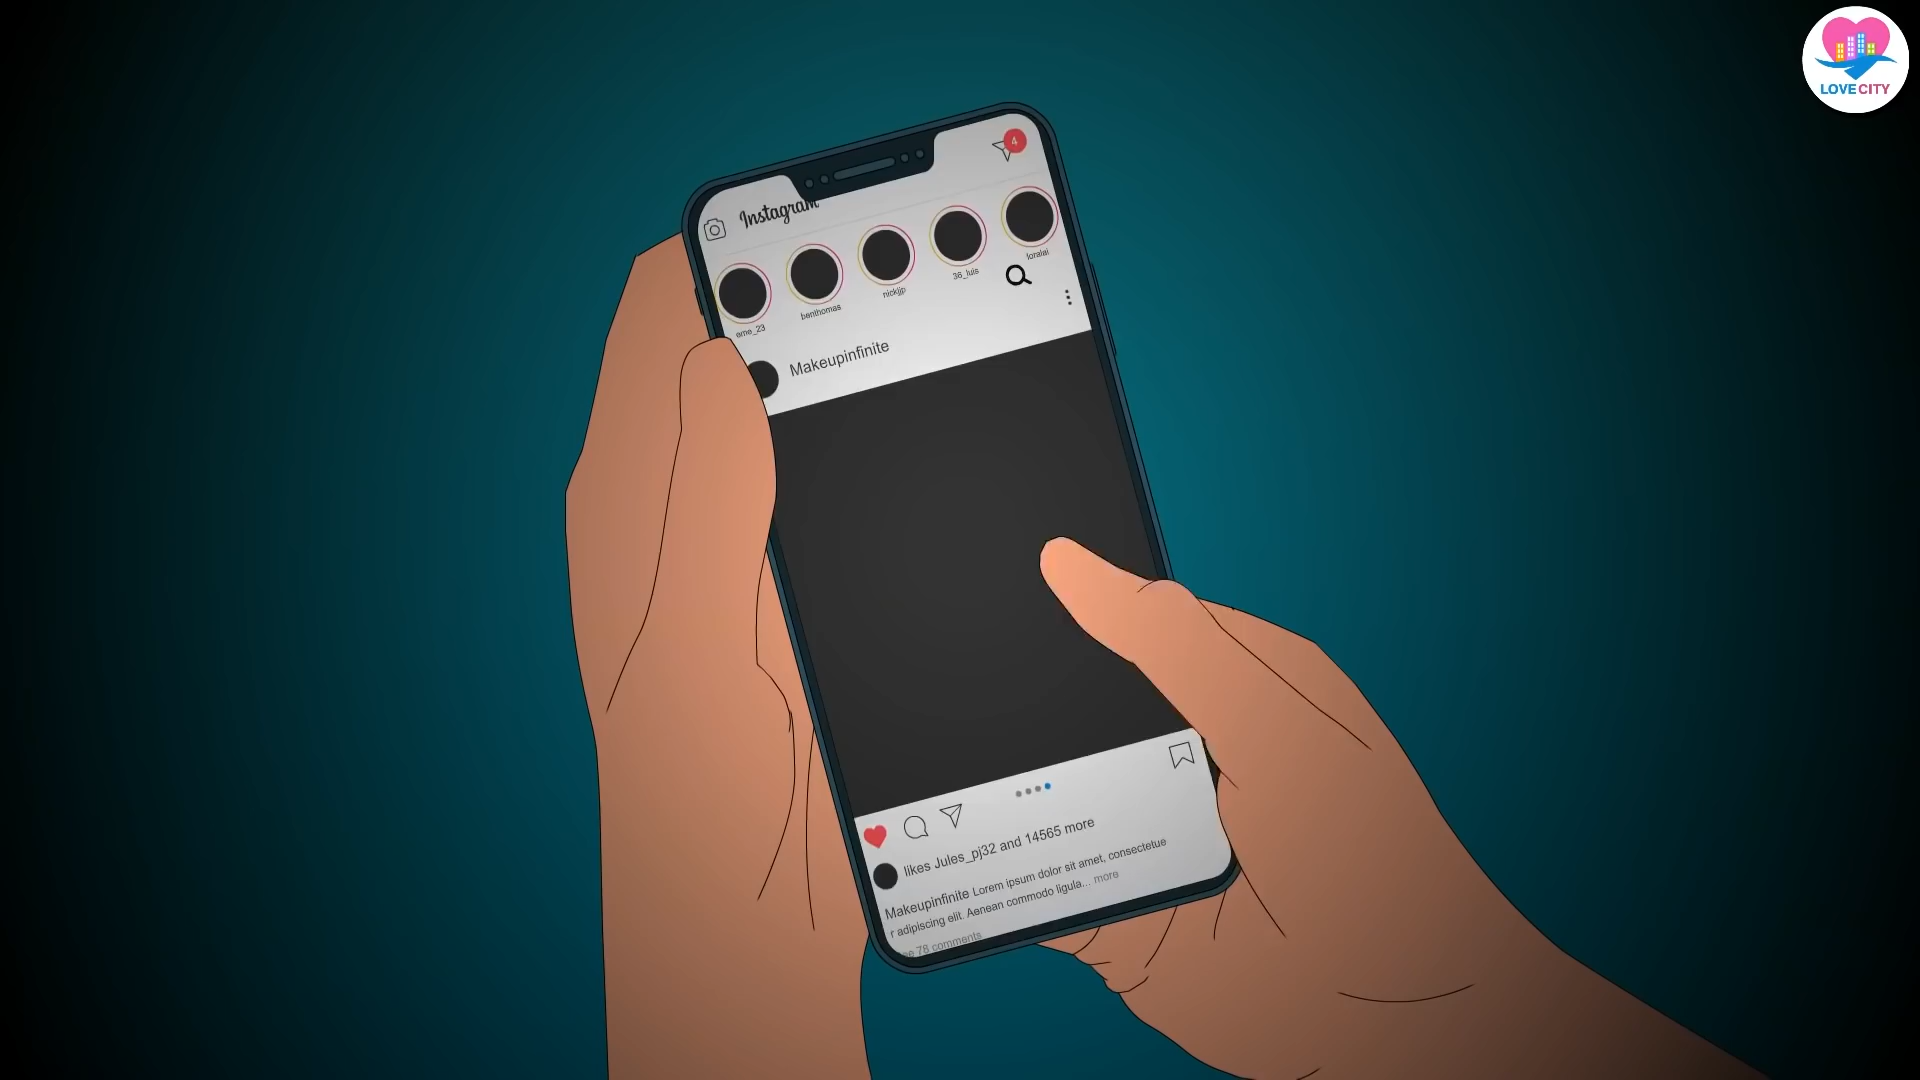 LOVE CITY
4
Instagram
eme_23
benthomas
nickjjp
36_luis
loralai
Makeupinfinite
likes Jules_pj32 and 14565 more
Makeupinfinite Lorem ipsum dolor sit amet, consectetue
r adipiscing elit. Aenean commodo ligula... more
78 comments